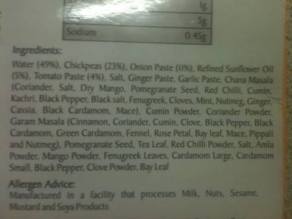 1g
5g
Sodium 0.45g
Ingredients:
Water (49%), Chickpeas (23%), Onion Paste (6%), Refined Sunflower Oil
(5%), Tomato Paste (4%), Salt, Ginger Paste, Garlic Paste, Chana Masala
(Coriander, Salt, Dry Mango, Pomegranate Seed, Red Chilli, Cumin,
Kachri, Black Pepper, Black salt, Fenugreek, Cloves, Mint, Nutmeg, Ginger,
Cassia, Black Cardamom, Mace), Cumin Powder, Coriander Powder,
Garam Masala (Cinnamon, Coriander, Cumin, Clove, Black Pepper, Black
Cardamom, Green Cardamom, Fennel, Rose Petal, Bay leaf, Mace, Pippali
and Nutmeg), Pomegranate Seed, Tea Leaf, Red Chilli Powder, Salt, Amla
Powder, Mango Powder, Fenugreek Leaves, Cardamom Large, Cardamom
Small, Black Pepper, Clove Powder, Bay Leaf
Allergen Advice:
Manufactured in a facility that processes Milk, Nuts, Sesame,
Mustard and Soya Products